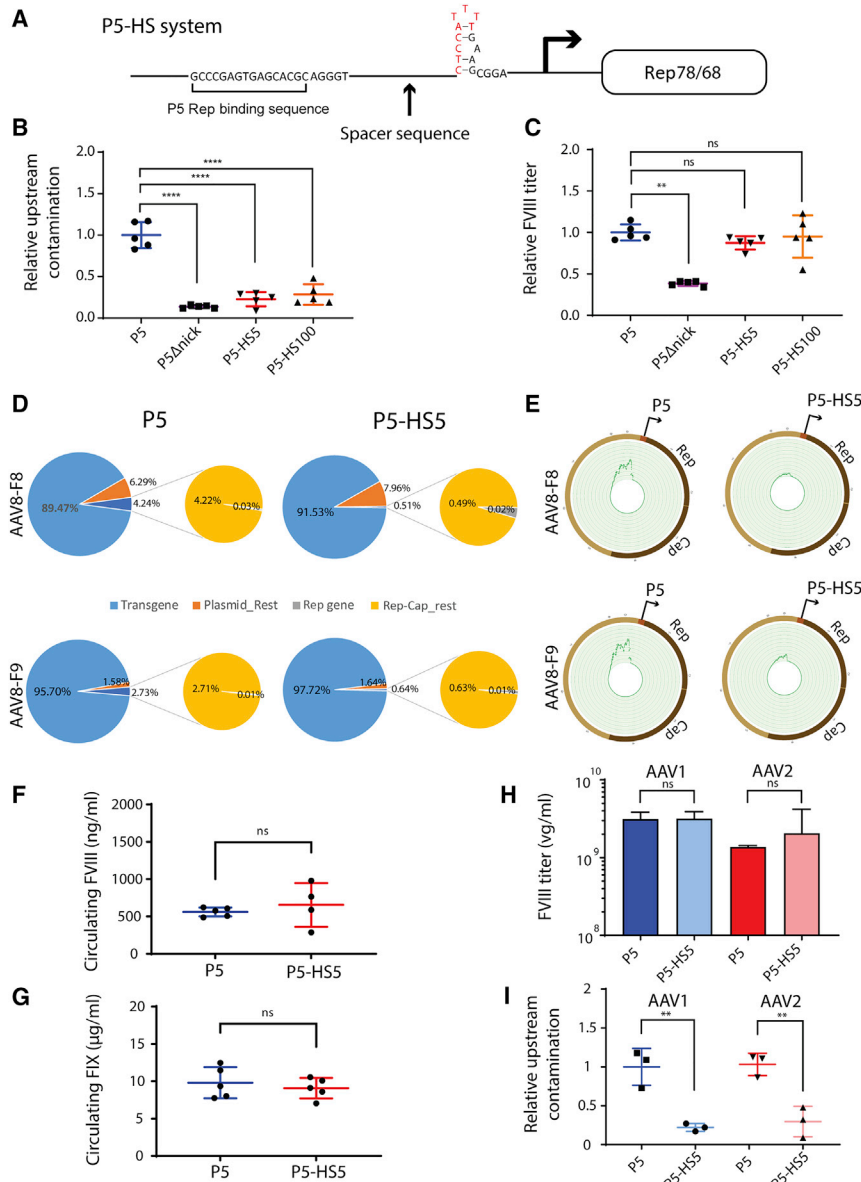 A
P5-HS system
T T T
T T
A G
C A
C A
T G
C G
GCCCGAGTGAGCACGC AGGGT
CGGA
Rep78/68
P5 Rep binding sequence
Spacer sequence
B
Relative upstream contamination
2.0
1.5
1.0
0.5
0.0
****
****
****
P5
P5Δnick
P5-HS5
P5-HS100
C
Relative FVIII titer
2.0
1.5
1.0
0.5
0.0
ns
ns
**
P5
P5Δnick
P5-HS5
P5-HS100
D
P5
P5-HS5
AAV8-F8
89.47%
6.29%
4.24%
4.22%
0.03%
91.53%
7.96%
0.51%
0.49%
0.02%
Transgene
Plasmid_Rest
Rep gene
Rep-Cap_rest
AAV8-F9
95.70%
1.58%
2.73%
2.71%
0.01%
97.72%
1.64%
0.64%
0.63%
0.01%
E
AAV8-F8
P5
Rep
Cap
P5-HS5
Rep
Cap
AAV8-F9
P5
Rep
Cap
P5-HS5
Rep
Cap
F
Circulating FVIII (ng/ml)
2000
1500
1000
500
0
ns
P5
P5-HS5
G
Circulating FIX (µg/ml)
20
15
10
5
0
ns
P5
P5-HS5
H
FVIII titer (vg/ml)
10^10
10^9
10^8
AAV1
AAV2
ns
ns
P5
P5-HS5
P5
P5-HS5
I
Relative upstream contamination
2
1.5
1
0.5
0
AAV1
AAV2
**
**
P5
P5-HS5
P5
P5-HS5